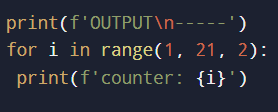 print(f'OUTPUT\n-----')
for i in range(1, 21, 2):
 print(f'counter: {i}')